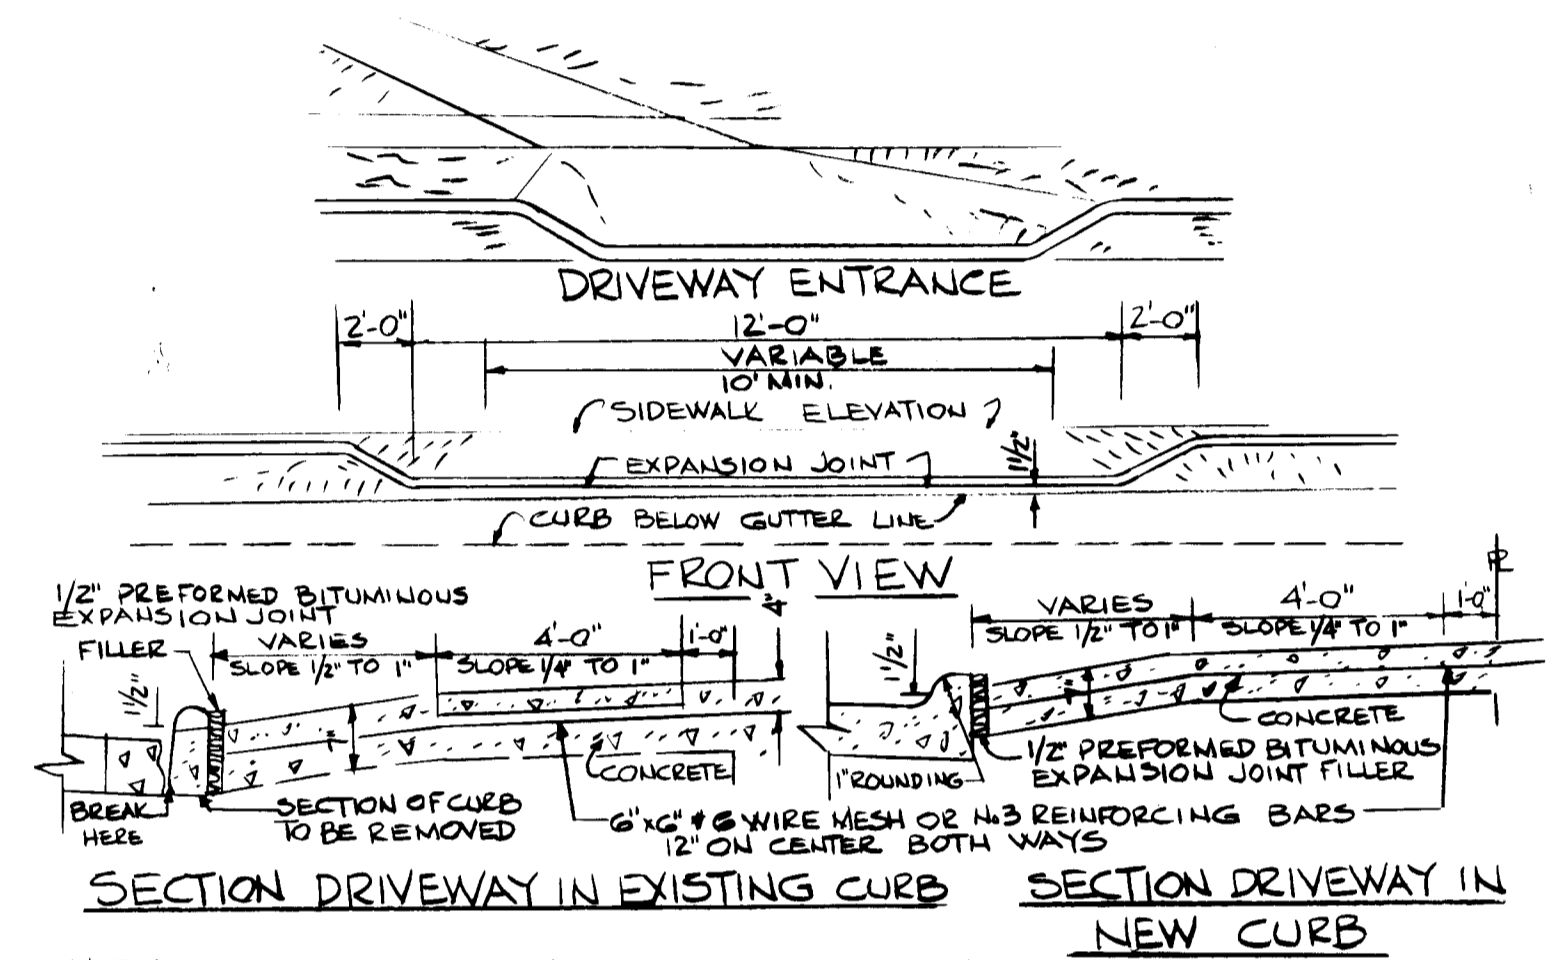 DRIVEWAY ENTRANCE
2'-0" 12'-0" 2'-0"
VARIABLE
10' MIN.
SIDEWALK ELEVATION
1 1/2"
EXPANSION JOINT
CURB BELOW GUTTER LINE
FRONT VIEW
1/2" PREFORMED BITUMINOUS
EXPANSION JOINT
FILLER
VARIES
SLOPE 1/2" TO 1"
4'-0"
SLOPE 1/4" TO 1"
1'-0"
4"
1 1/2"
CONCRETE
BREAK
HERE
SECTION OF CURB
TO BE REMOVED
VARIES
SLOPE 1/2" TO 1"
4'-0"
SLOPE 1/4" TO 1"
1'-0"
PL
1 1/2"
CONCRETE
1" ROUNDING
1/2" PREFORMED BITUMINOUS
EXPANSION JOINT FILLER
6"x6" #6 WIRE MESH OR No.3 REINFORCING BARS
12" ON CENTER BOTH WAYS
SECTION DRIVEWAY IN EXISTING CURB
SECTION DRIVEWAY IN
NEW CURB